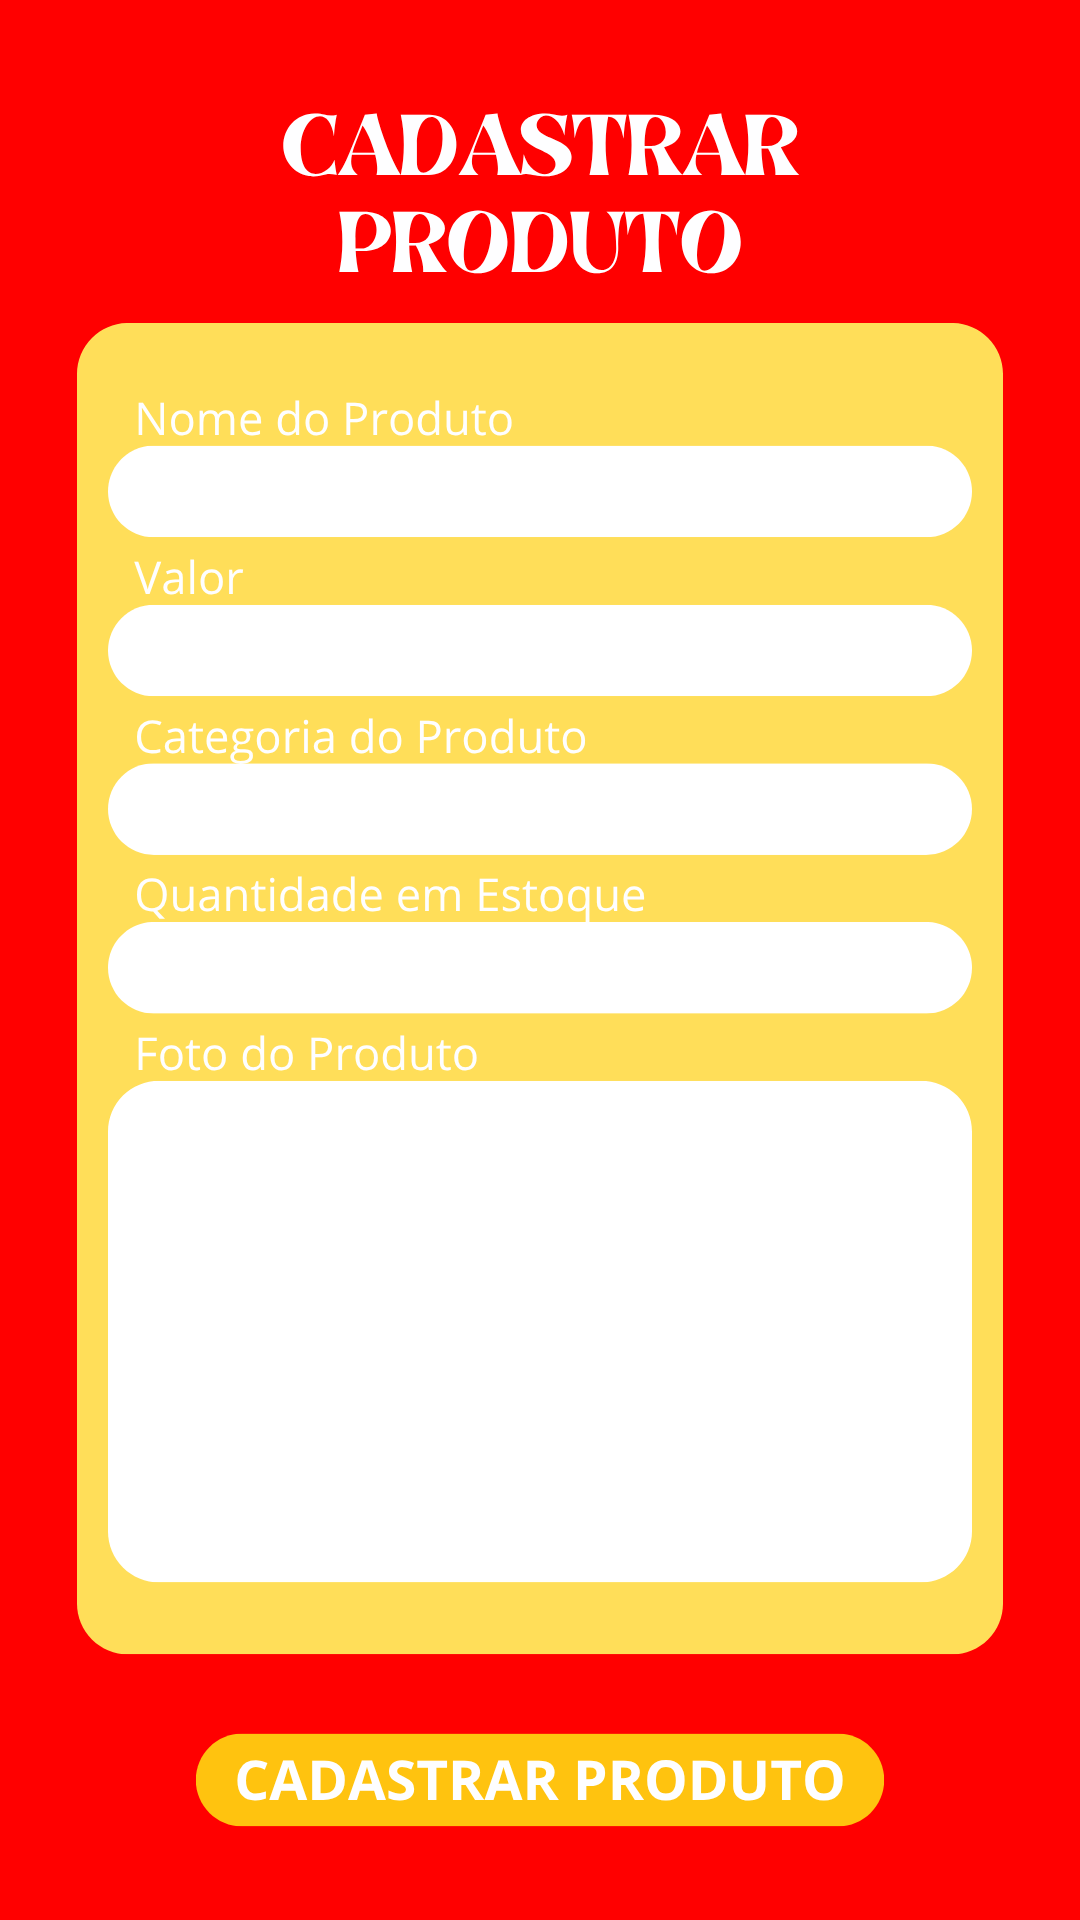 CADASTRAR
PRODUTO
Nome do Produto
Valor
Categoria do Produto
Quantidade em Estoque
Foto do Produto
CADASTRAR PRODUTO